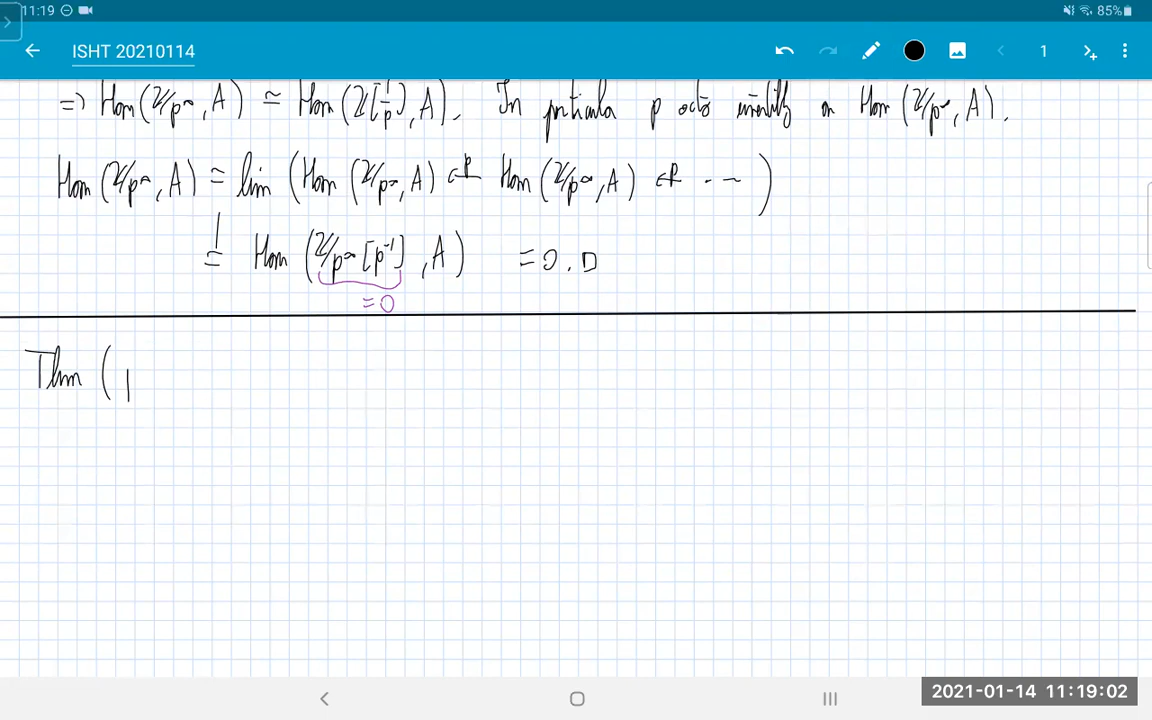 11:19 85%
ISHT 20210114 1
=> Hom(ℤ/p^∞, A) ≃ Hom(ℤ[1/p], A). In particular p acts invertibly on Hom(ℤ/p^∞, A).
Hom(ℤ/p^∞, A) ≃ lim (Hom(ℤ/p^∞, A) ←p Hom(ℤ/p^∞, A) ←p ...)
≃ Hom(ℤ/p^∞[p⁻¹], A) = 0. □
= 0
Thm (
2021-01-14 11:19:02